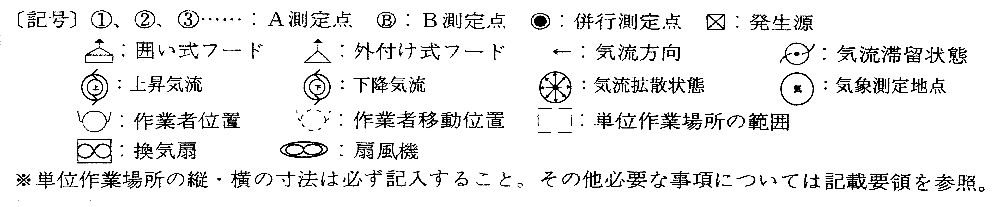 〔記号〕①、②、③……：A測定点　Ⓑ：B測定点　◉：併行測定点　⊠：発生源
：囲い式フード　：外付け式フード　←：気流方向　：気流滞留状態
上：上昇気流　下：下降気流　：気流拡散状態　気：気象測定地点
：作業者位置　：作業者移動位置　：単位作業場所の範囲
：換気扇　：扇風機
※単位作業場所の縦・横の寸法は必ず記入すること。その他必要な事項については記載要領を参照。